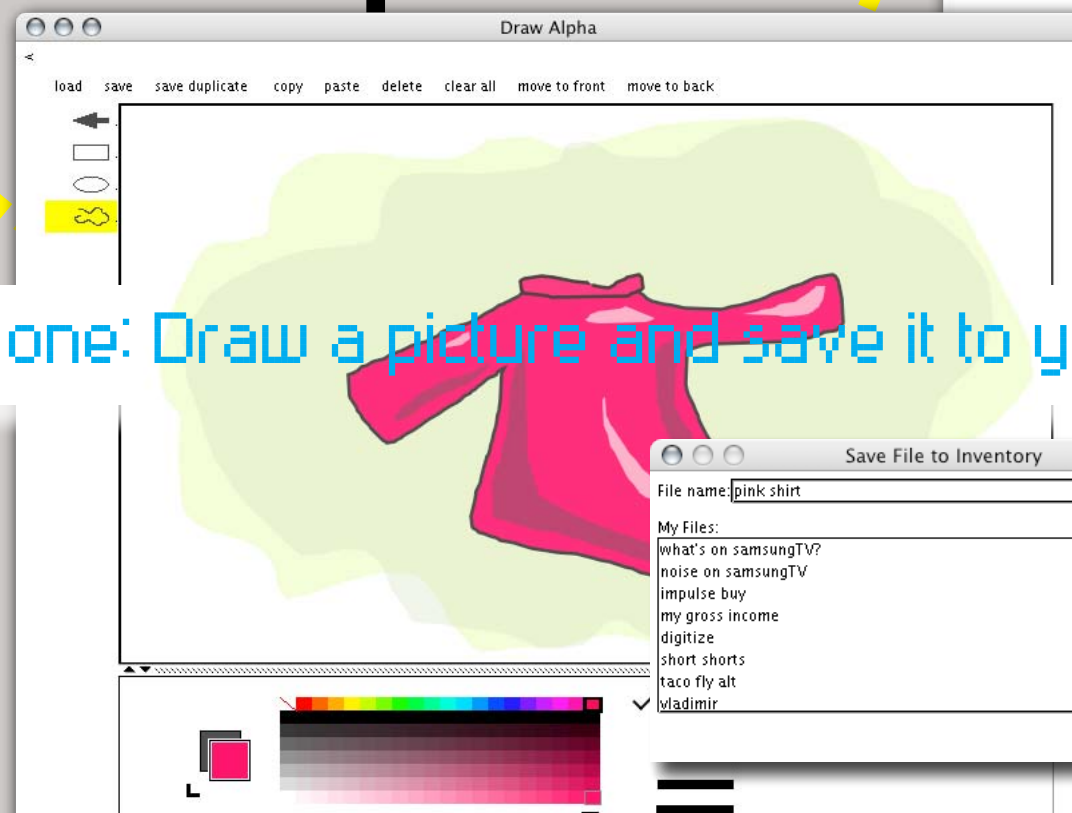 Draw Alpha
load save save duplicate copy paste delete clear all move to front move to back
one: Draw a picture and save it to y
Save File to Inventory
File name: pink shirt
My Files:
what's on samsungTV?
noise on samsungTV
impulse buy
my gross income
digitize
short shorts
taco fly alt
vladimir